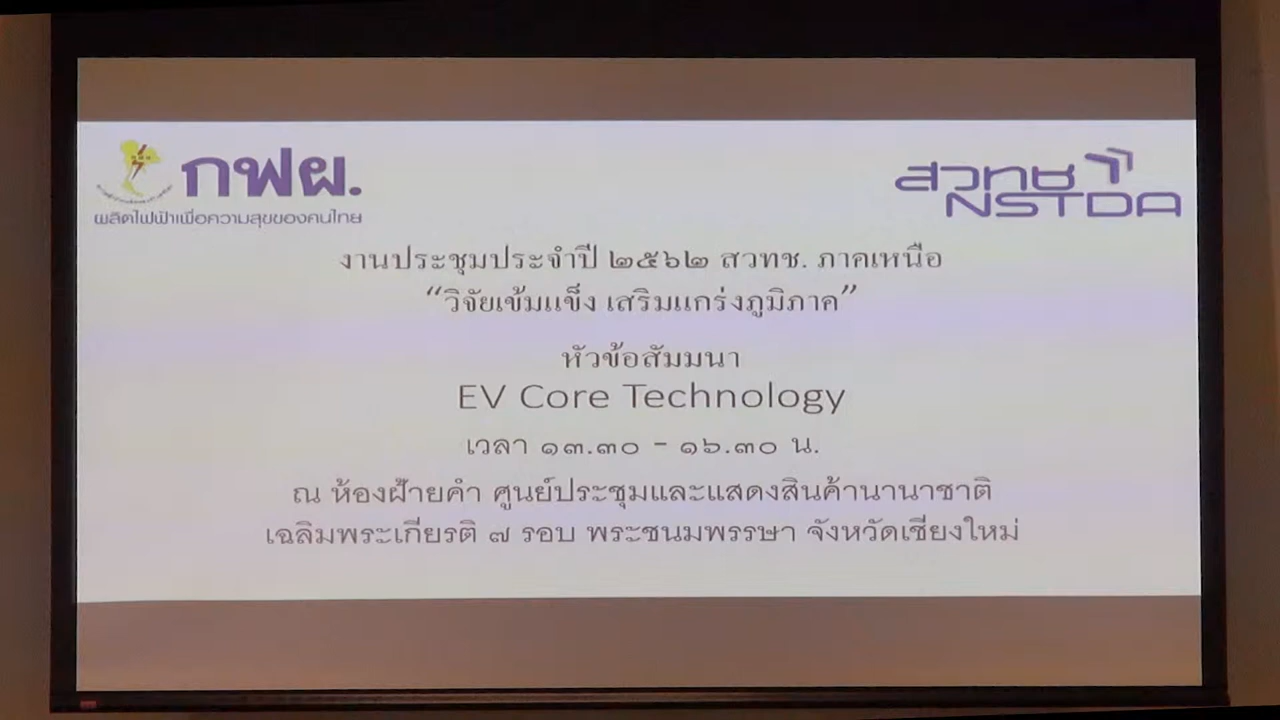 กฟผ.
ผลิตไฟฟ้าเพื่อความสุขของคนไทย
สวทช
NSTDA
งานประชุมประจำปี ๒๕๖๒ สวทช. ภาคเหนือ
“วิจัยเข้มแข็ง เสริมแกร่งภูมิภาค”
หัวข้อสัมมนา
EV Core Technology
เวลา ๑๓.๓๐ - ๑๖.๓๐ น.
ณ ห้องฝ้ายคำ ศูนย์ประชุมและแสดงสินค้านานาชาติ
เฉลิมพระเกียรติ ๗ รอบ พระชนมพรรษา จังหวัดเชียงใหม่